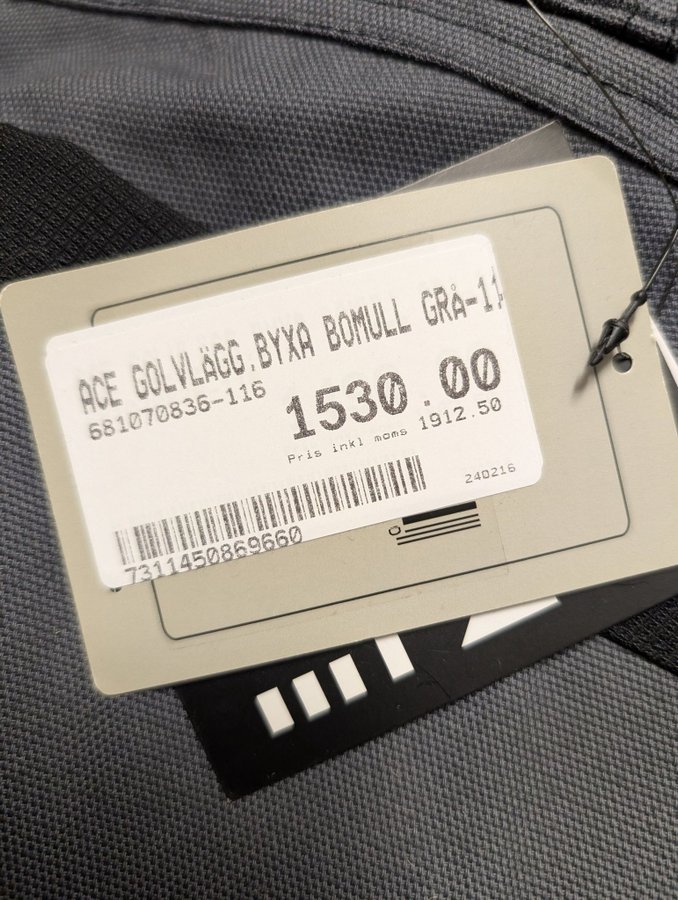 ACE GOLVLÄGG.BYXA BOMULL GRÅ-11
681070836-116
1530.00
Pris inkl moms 1912.50
240216
7311450869660